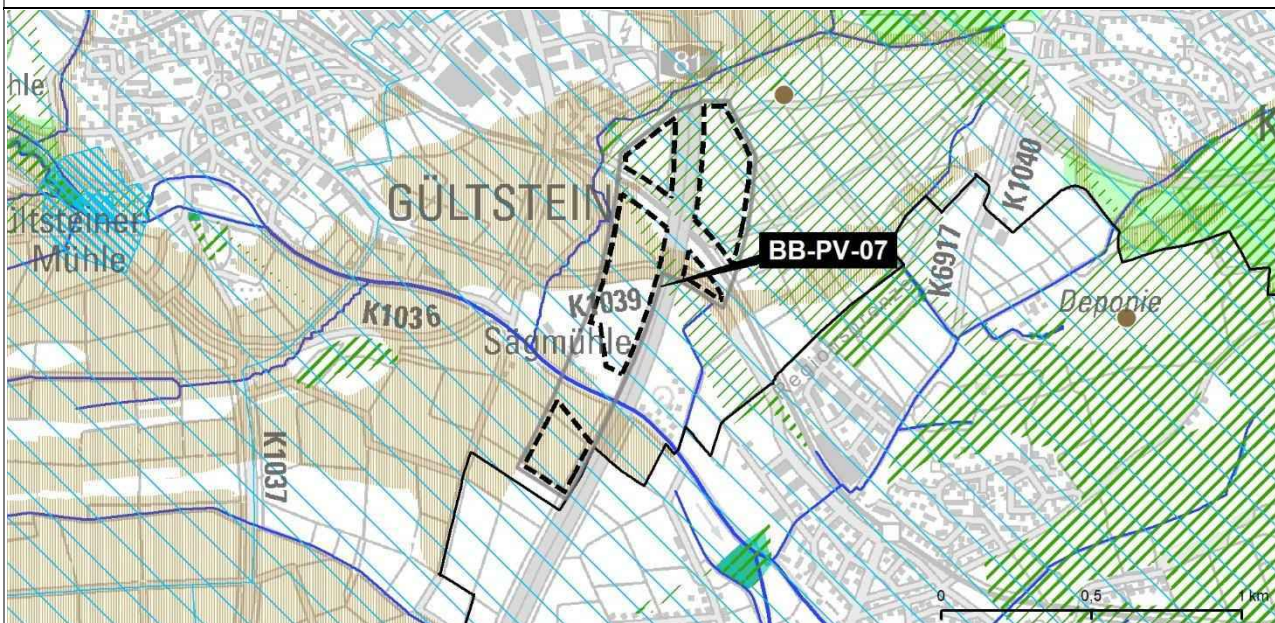 hle
81
K1040
GÜLTSTEIN
ültsteiner
Mühle
BB-PV-07
K6917
K1039
K1036
Sägmühle
Deponie
K1037
0 0,5 1 km